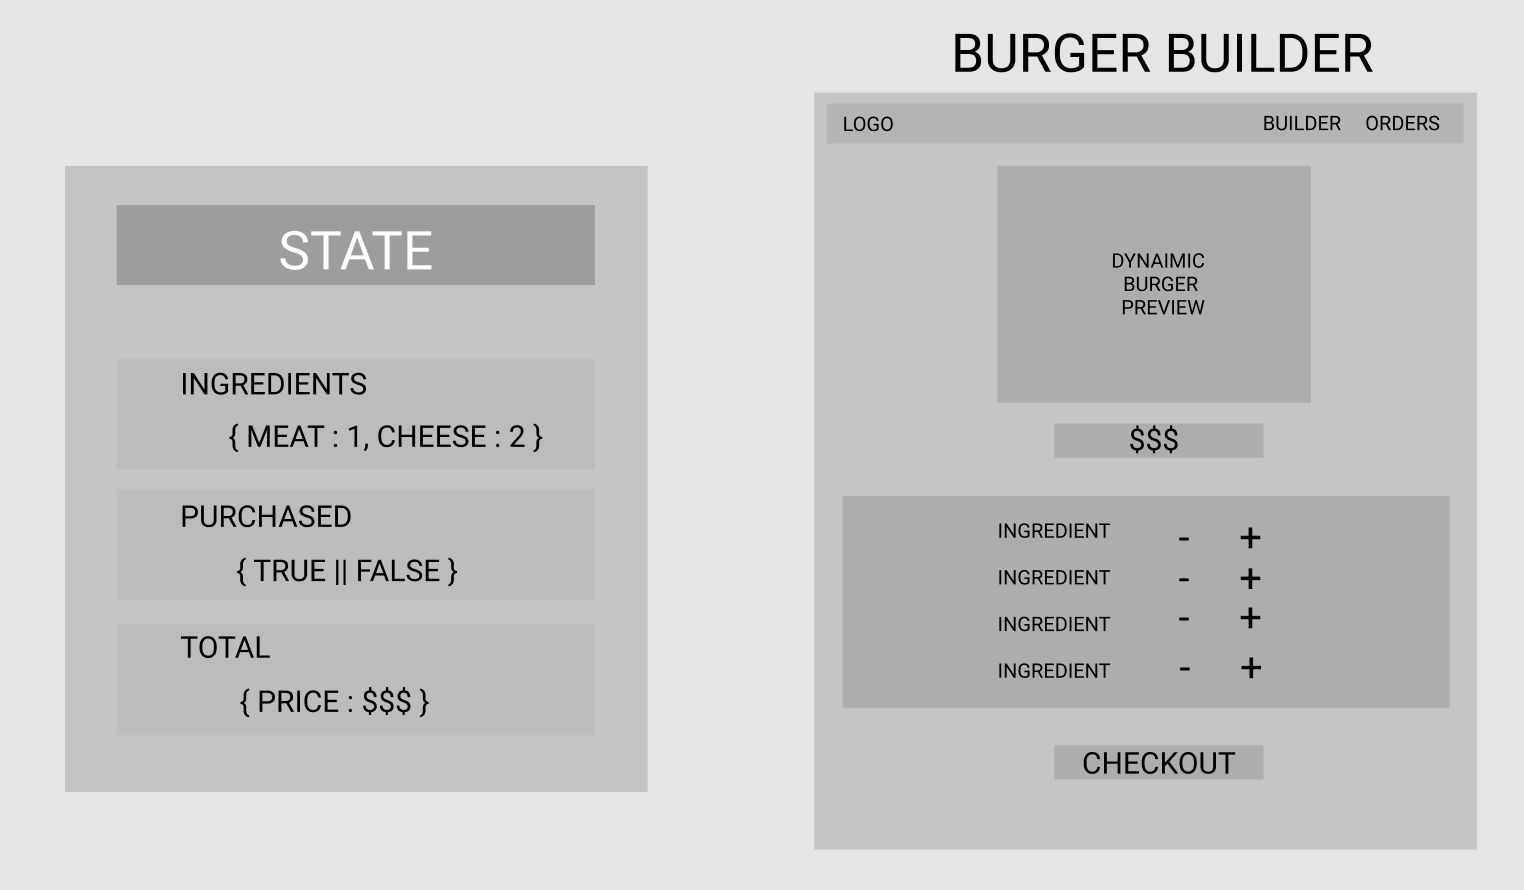 STATE
INGREDIENTS
{ MEAT : 1, CHEESE : 2 }
PURCHASED
{ TRUE || FALSE }
TOTAL
{ PRICE : $$$ }
BURGER BUILDER
LOGO BUILDER ORDERS
DYNAIMIC
BURGER
PREVIEW
$$$
INGREDIENT - +
INGREDIENT - +
INGREDIENT - +
INGREDIENT - +
CHECKOUT